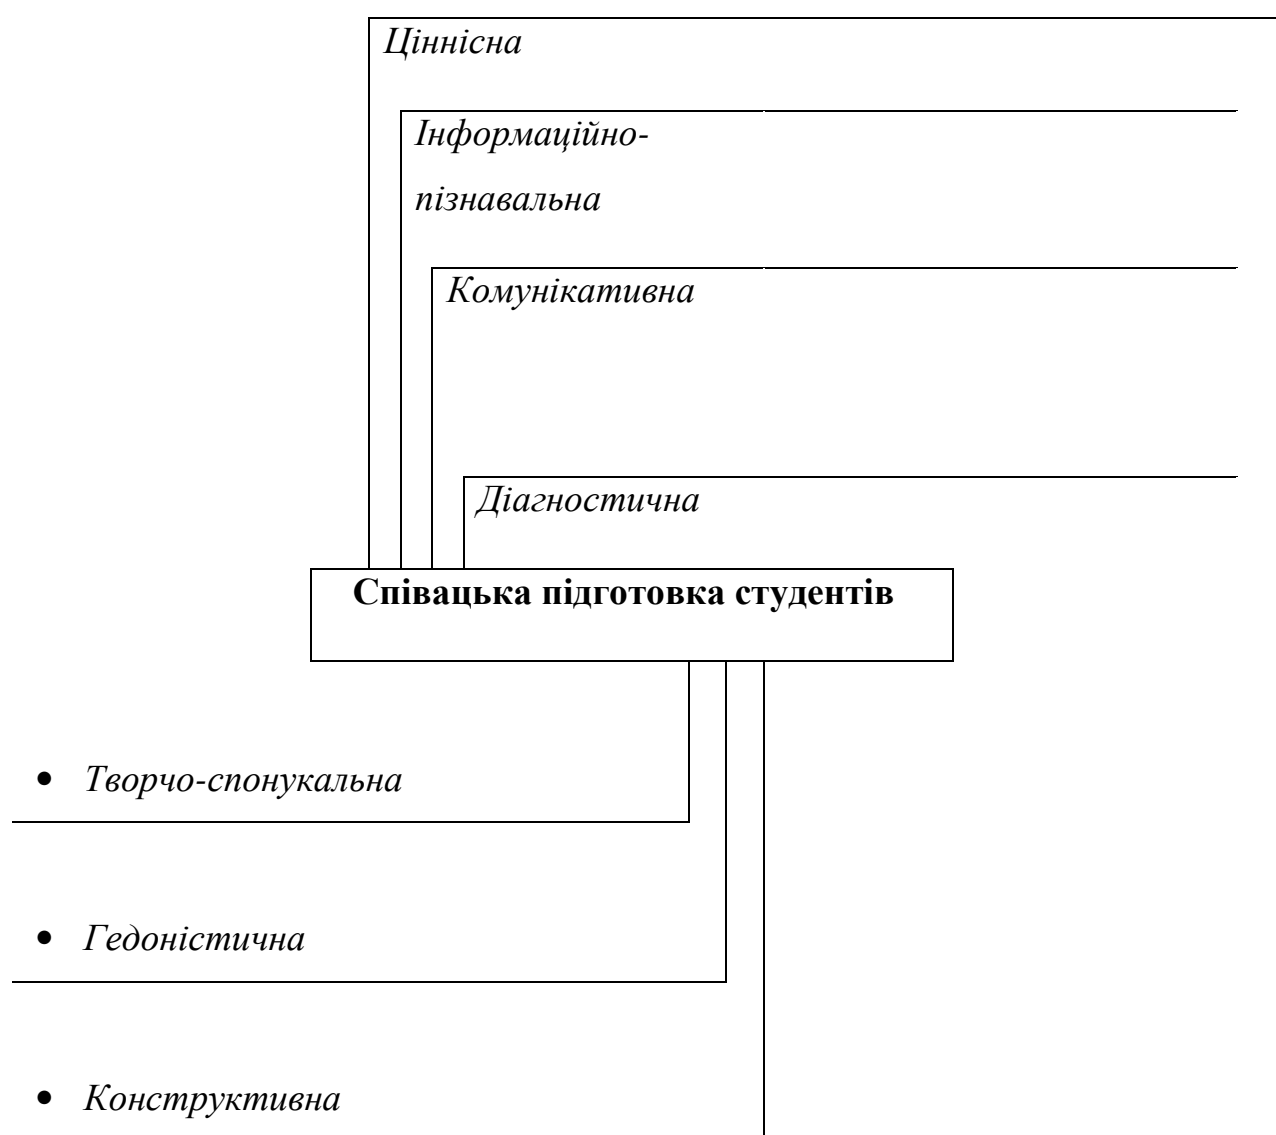 Ціннісна
Інформаційно-
пізнавальна
Комунікативна
Діагностична
Співацька підготовка студентів
• Творчо-спонукальна
• Гедоністична
• Конструктивна